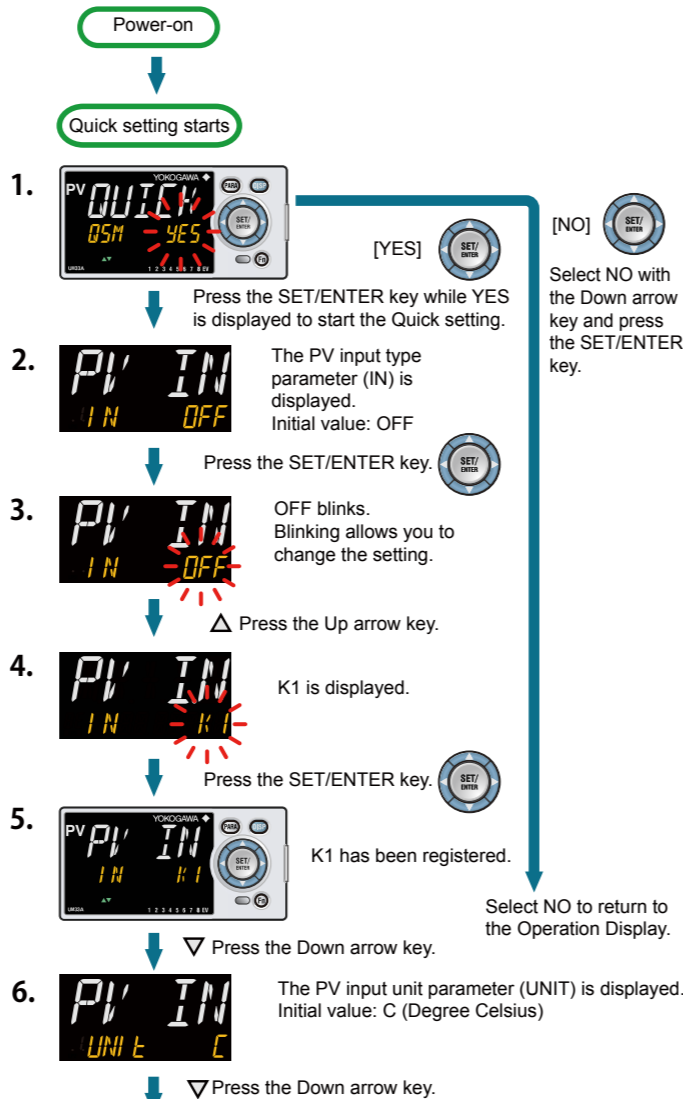 Power-on
Quick setting starts
1.
YOKOGAWA
PV
QUICK
PARA
DISP
QSM YES
SET/
ENTER
UM33A
1 2 3 4 5 6 7 8 EV
Fn
[YES]
SET/
ENTER
[NO]
SET/
ENTER
Press the SET/ENTER key while YES
is displayed to start the Quick setting.
Select NO with
the Down arrow
key and press
the SET/ENTER
key.
2.
PV IN
IN OFF
The PV input type
parameter (IN) is
displayed.
Initial value: OFF
Press the SET/ENTER key.
SET/
ENTER
3.
PV IN
IN OFF
OFF blinks.
Blinking allows you to
change the setting.
Press the Up arrow key.
4.
PV IN
IN K1
K1 is displayed.
Press the SET/ENTER key.
SET/
ENTER
5.
YOKOGAWA
PV
PV IN
PARA
DISP
IN K1
SET/
ENTER
UM33A
1 2 3 4 5 6 7 8 EV
Fn
K1 has been registered.
Select NO to return to
the Operation Display.
Press the Down arrow key.
6.
PV IN
UNIt C
The PV input unit parameter (UNIT) is displayed.
Initial value: C (Degree Celsius)
Press the Down arrow key.